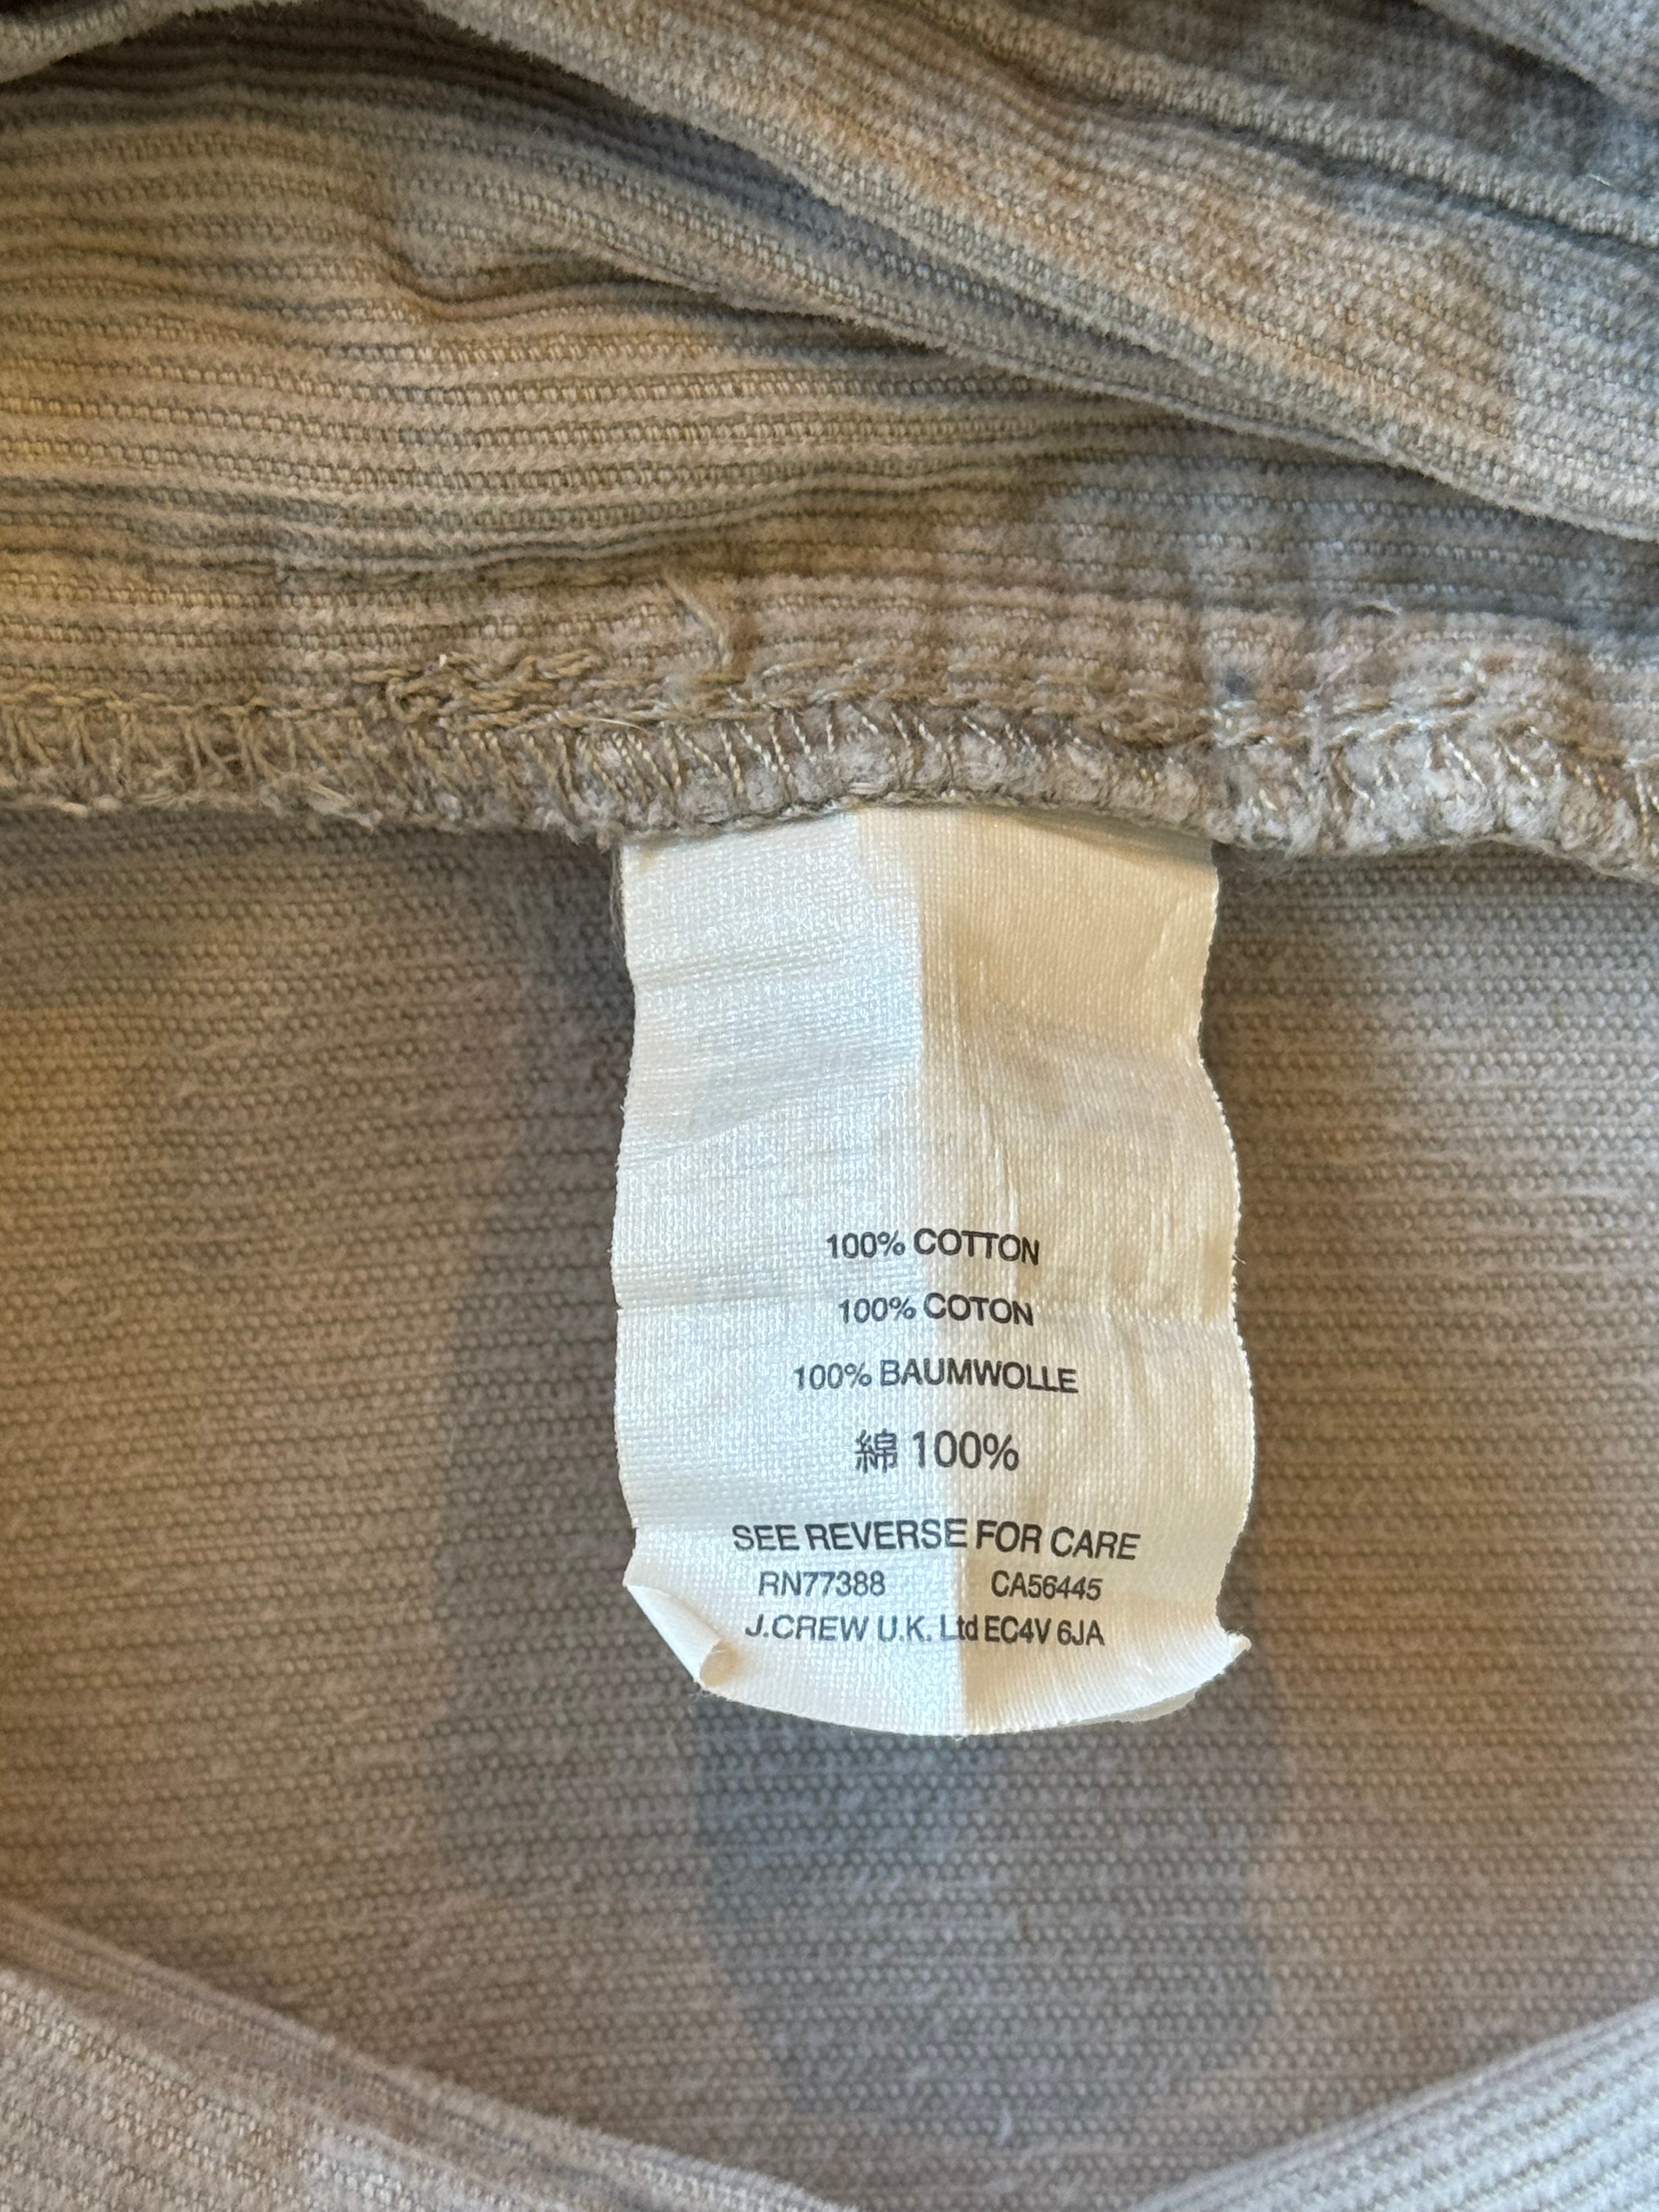 100% COTTON
100% COTON
100% BAUMWOLLE
綿 100%
SEE REVERSE FOR CARE
RN77388 CA56445
J.CREW U.K. Ltd EC4V 6JA